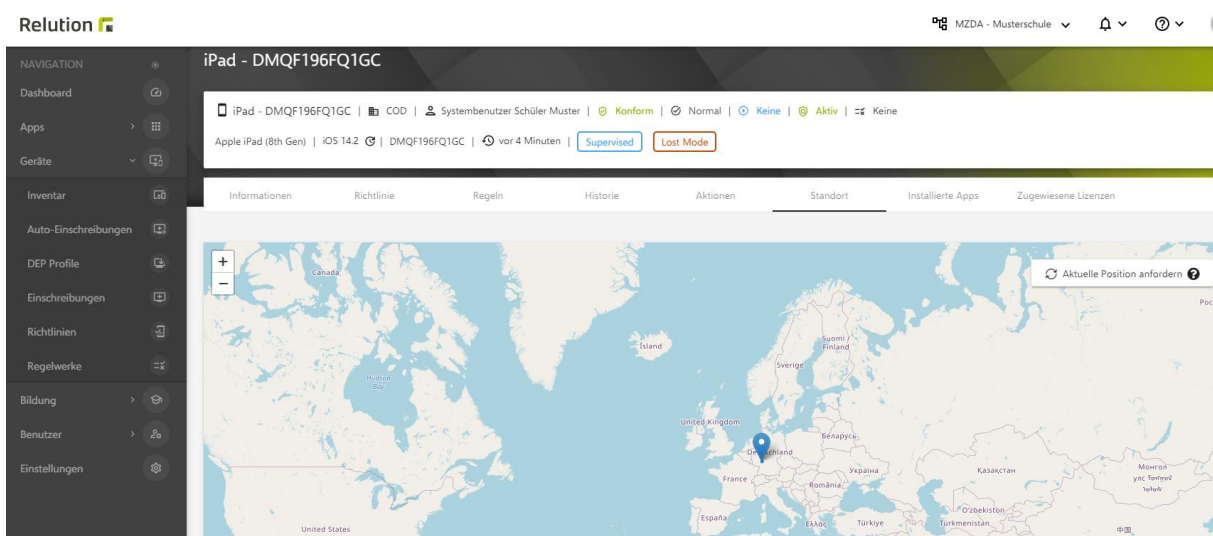 Relution
MZDA - Musterschule
NAVIGATION
Dashboard
Apps
Geräte
Inventar
Auto-Einschreibungen
DEP Profile
Einschreibungen
Richtlinien
Regelwerke
Bildung
Benutzer
Einstellungen
iPad - DMQF196FQ1GC
iPad - DMQF196FQ1GC | COD | Systembenutzer Schüler Muster | Konform | Normal | Keine | Aktiv | Keine
Apple iPad (8th Gen) | iOS 14.2 | DMQF196FQ1GC | vor 4 Minuten | Supervised Lost Mode
Informationen Richtlinie Regeln Historie Aktionen Standort Installierte Apps Zugewiesene Lizenzen
+
−
Aktuelle Position anfordern ?
Canada
Ísland
Suomi /
Finland
Sverige
Hudson
Bay
United Kingdom
Беларусь
Україна
Қазақстан
Монгол
улс
France
România
España
Ελλάς
Türkiye
O'zbekiston
Türkmenistan
中国
United States